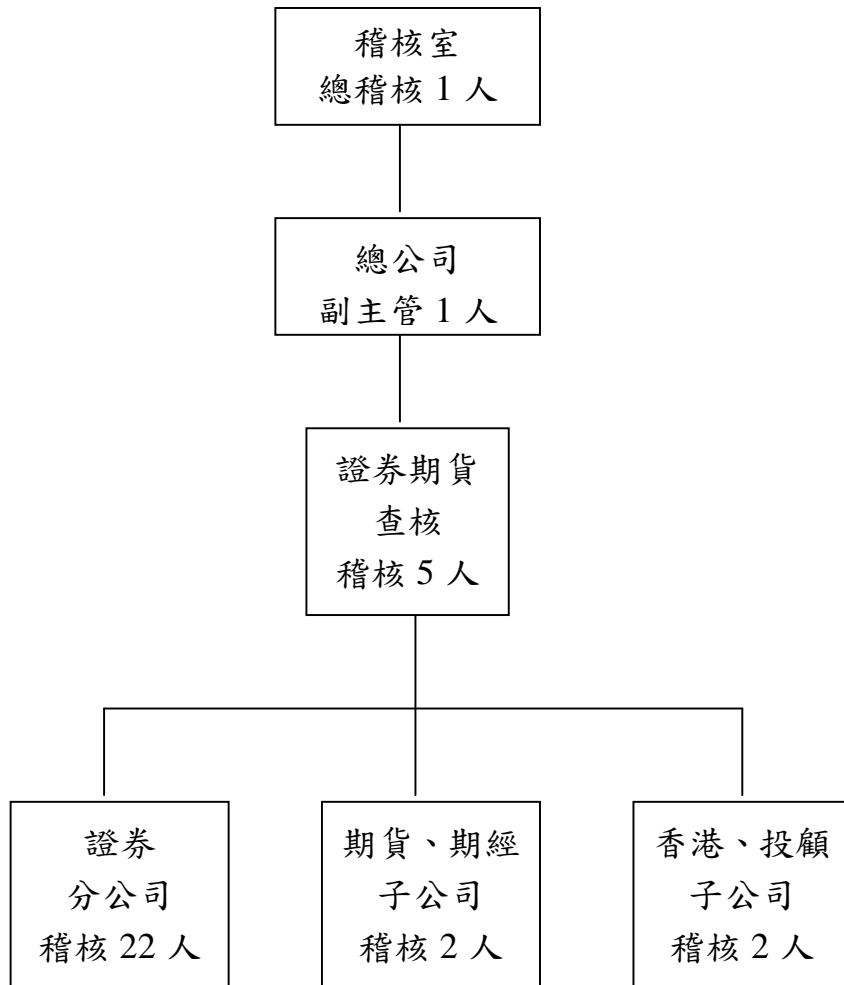 稽核室
總稽核 1 人
總公司
副主管 1 人
證券期貨
查核
稽核 5 人
證券
分公司
稽核 22 人
期貨、期經
子公司
稽核 2 人
香港、投顧
子公司
稽核 2 人